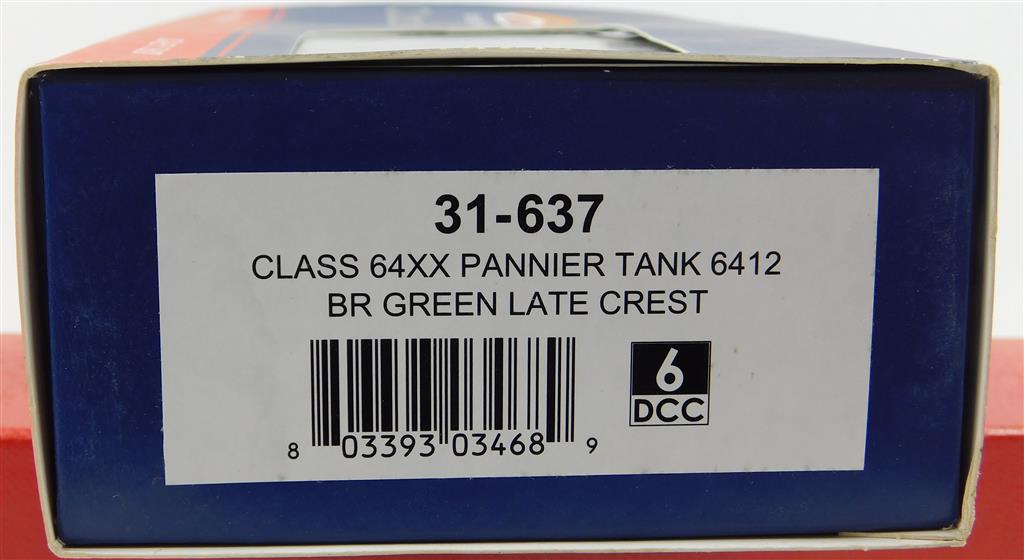 31-637
CLASS 64XX PANNIER TANK 6412
BR GREEN LATE CREST
6
DCC
8 03393 03468 9